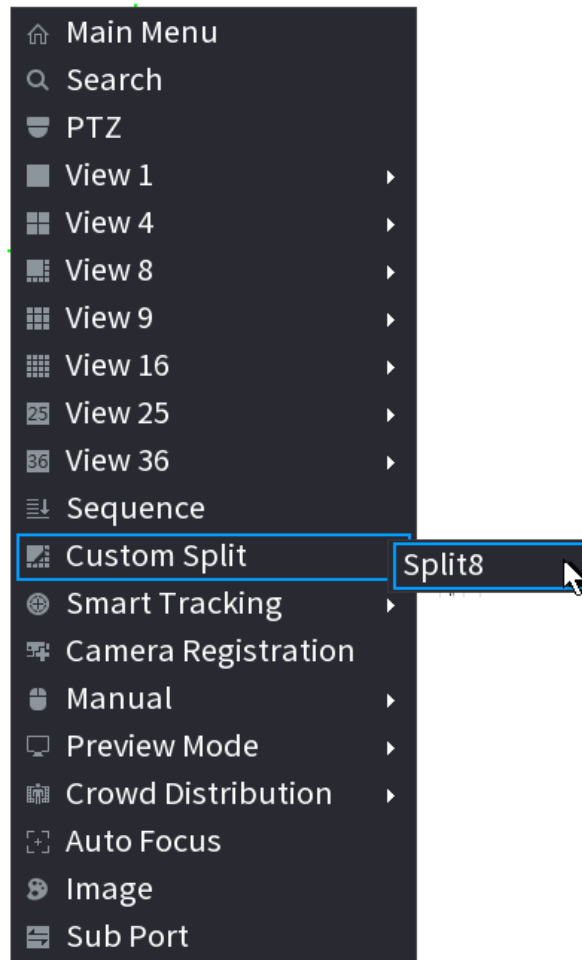 Main Menu
Search
PTZ
View 1
View 4
View 8
View 9
View 16
25 View 25
36 View 36
Sequence
Custom Split
Split8
Smart Tracking
Camera Registration
Manual
Preview Mode
Crowd Distribution
Auto Focus
Image
Sub Port